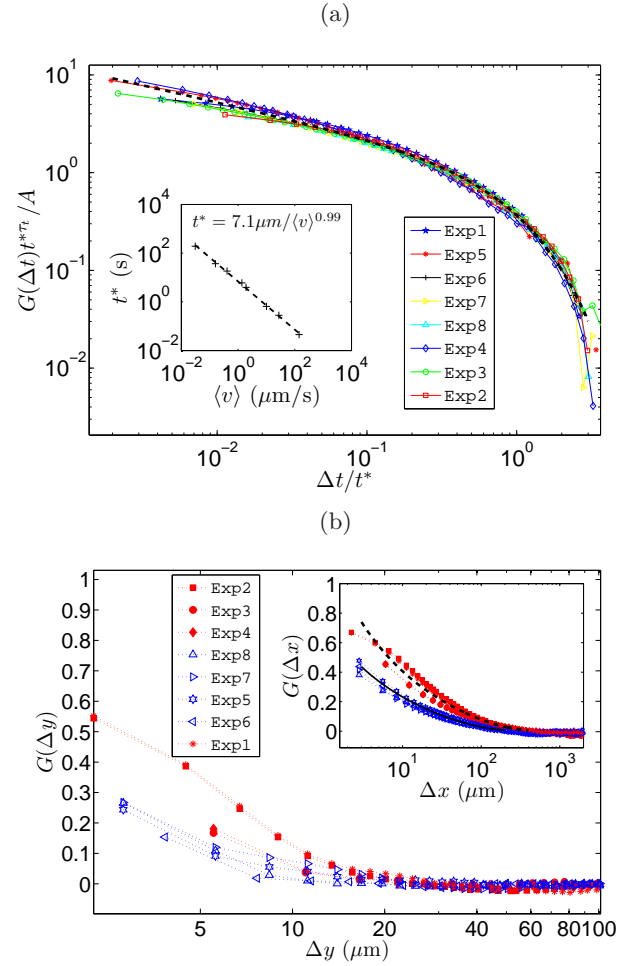 (a)
G(Δt)t*^τt/A
10^1
10^0
10^-1
10^-2
10^-2
10^-1
10^0
Δt/t*
t* = 7.1μm/⟨v⟩^0.99
t* (s)
10^4
10^2
10^0
10^-2
10^-2
10^0
10^2
10^4
⟨v⟩ (μm/s)
Exp1
Exp5
Exp6
Exp7
Exp8
Exp4
Exp3
Exp2
(b)
G(Δy)
1
0.9
0.8
0.7
0.6
0.5
0.4
0.3
0.2
0.1
0
5
10
20
40
60
80
100
Δy (μm)
Exp2
Exp3
Exp4
Exp8
Exp7
Exp5
Exp6
Exp1
G(Δx)
1
0.8
0.6
0.4
0.2
0
10^1
10^2
10^3
Δx (μm)